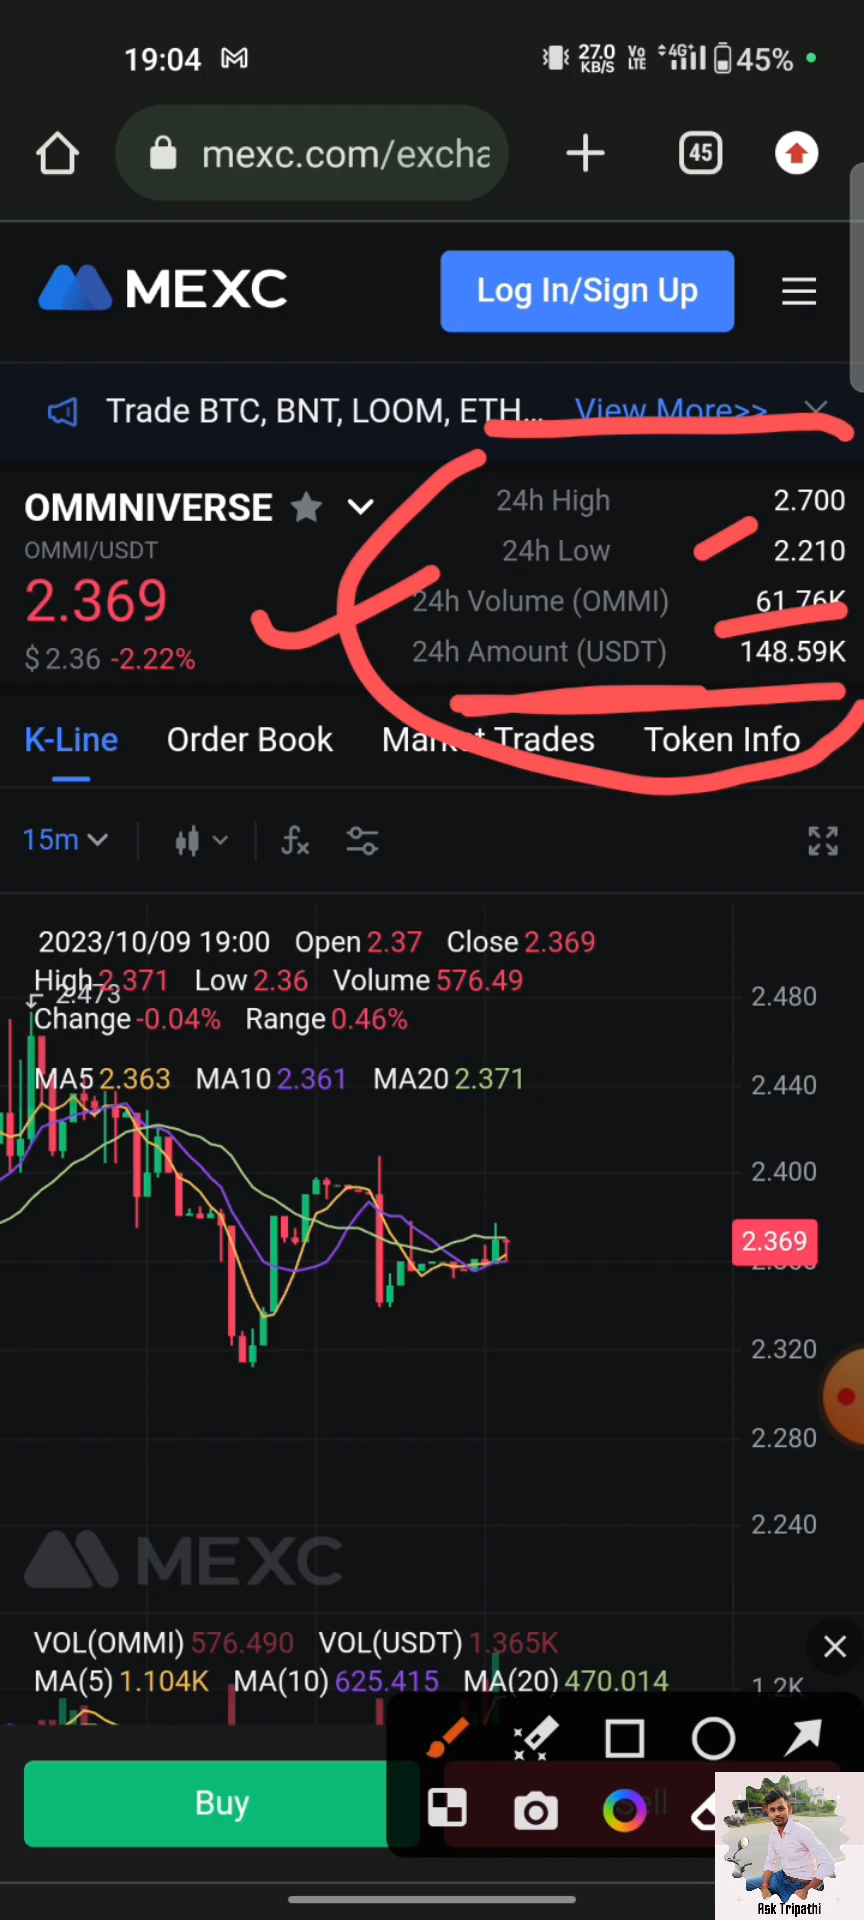 19:04 27.0 KB/S Vo LTE 4G+ 45%
mexc.com/excha 45
MEXC Log In/Sign Up
Trade BTC, BNT, LOOM, ETH... View More>>
OMMNIVERSE 24h High 2.700
OMMI/USDT 24h Low 2.210
2.369 24h Volume (OMMI) 61.76K
$ 2.36 -2.22% 24h Amount (USDT) 148.59K
K-Line Order Book Market Trades Token Info
15m fx
2023/10/09 19:00 Open 2.37 Close 2.369
High 2.371 Low 2.36 Volume 576.49
2.473 2.480
Change -0.04% Range 0.46%
MA5 2.363 MA10 2.361 MA20 2.371 2.440
2.400
2.369
2.320
2.280
2.240
MEXC
VOL(OMMI) 576.490 VOL(USDT) 1.365K
MA(5) 1.104K MA(10) 625.415 MA(20) 470.014 1.2K
Buy Sell
Ask Tripathi